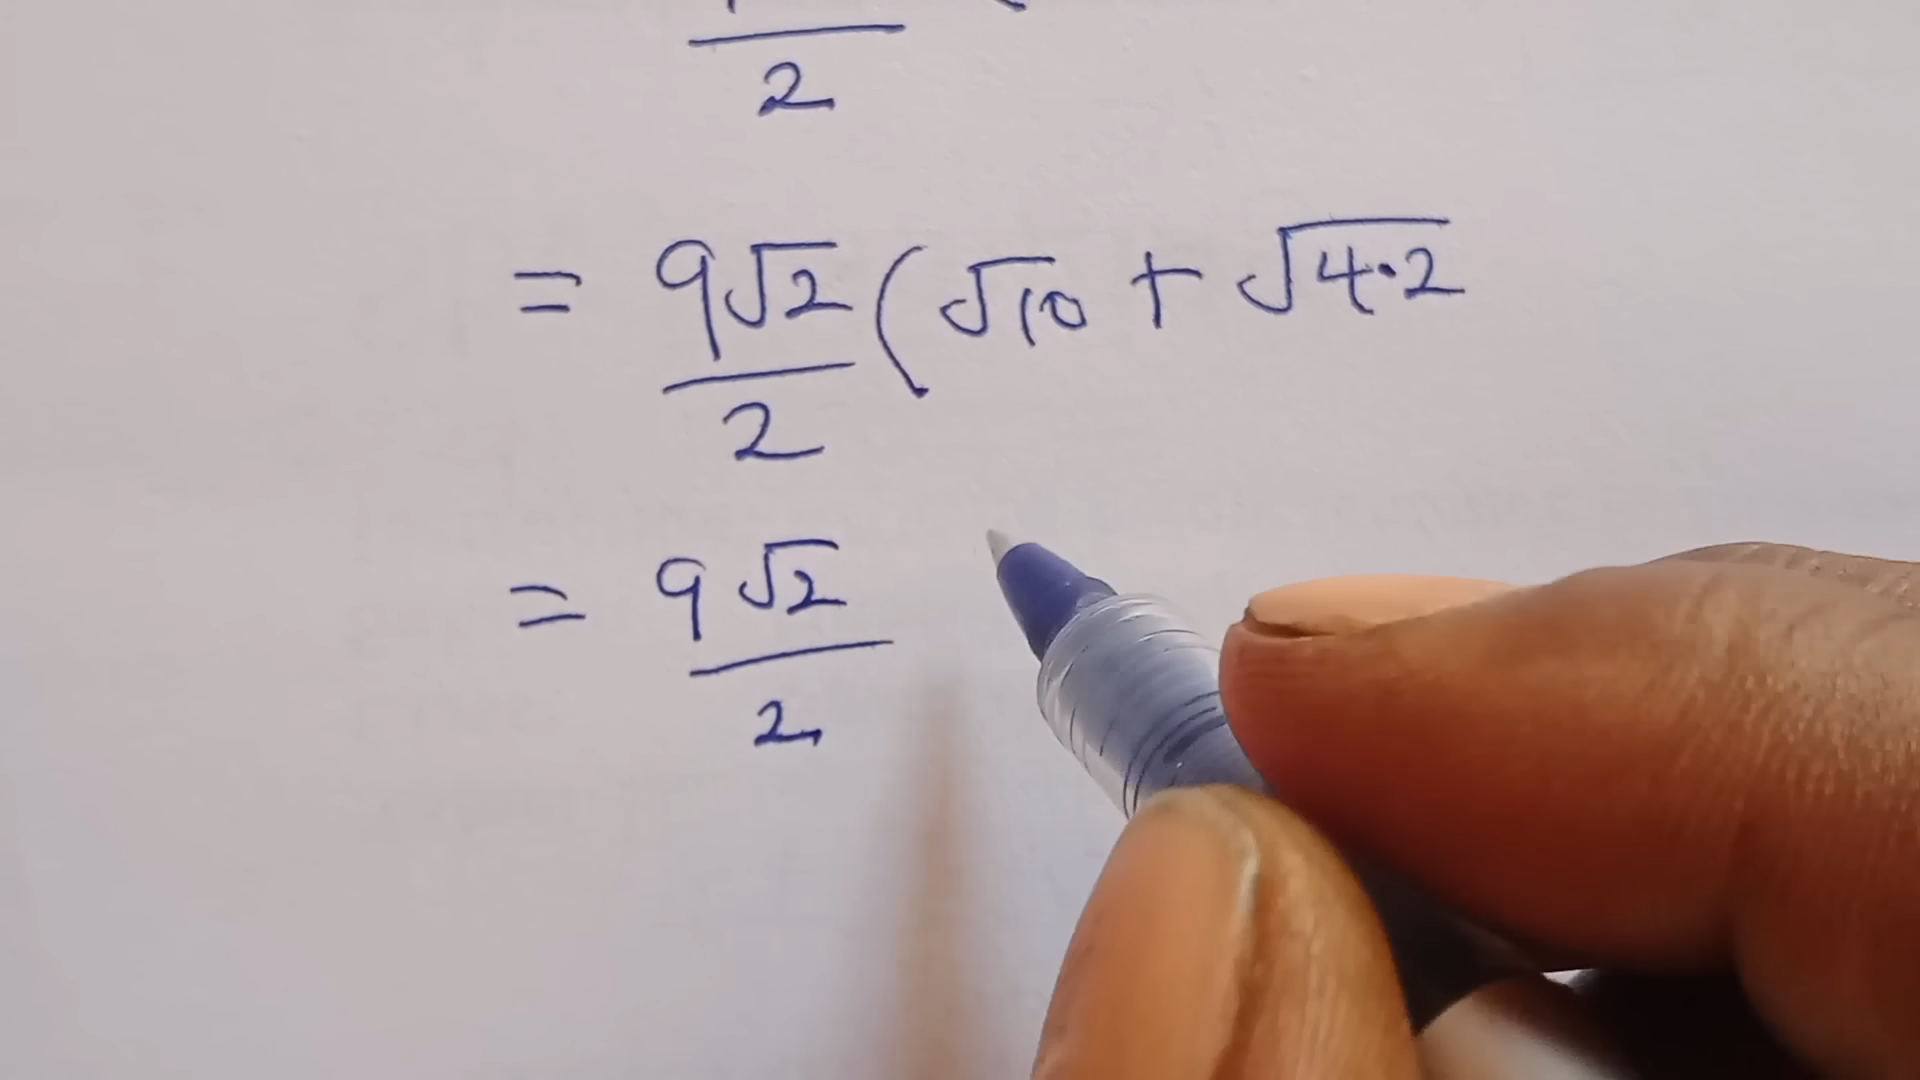 2
= 9√2/2 (√10 + √4·2
= 9√2/2